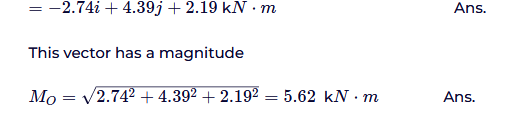 = −2.74i + 4.39j + 2.19 kN · m Ans.
This vector has a magnitude
M_O = √2.74² + 4.39² + 2.19² = 5.62 kN · m Ans.